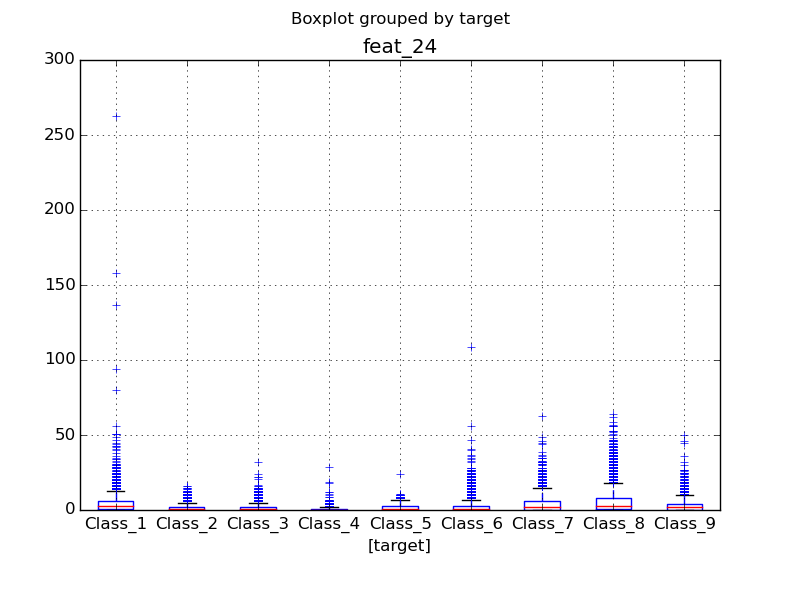 Boxplot grouped by target
feat_24
300
250
200
150
100
50
0
Class_1 Class_2 Class_3 Class_4 Class_5 Class_6 Class_7 Class_8 Class_9
[target]